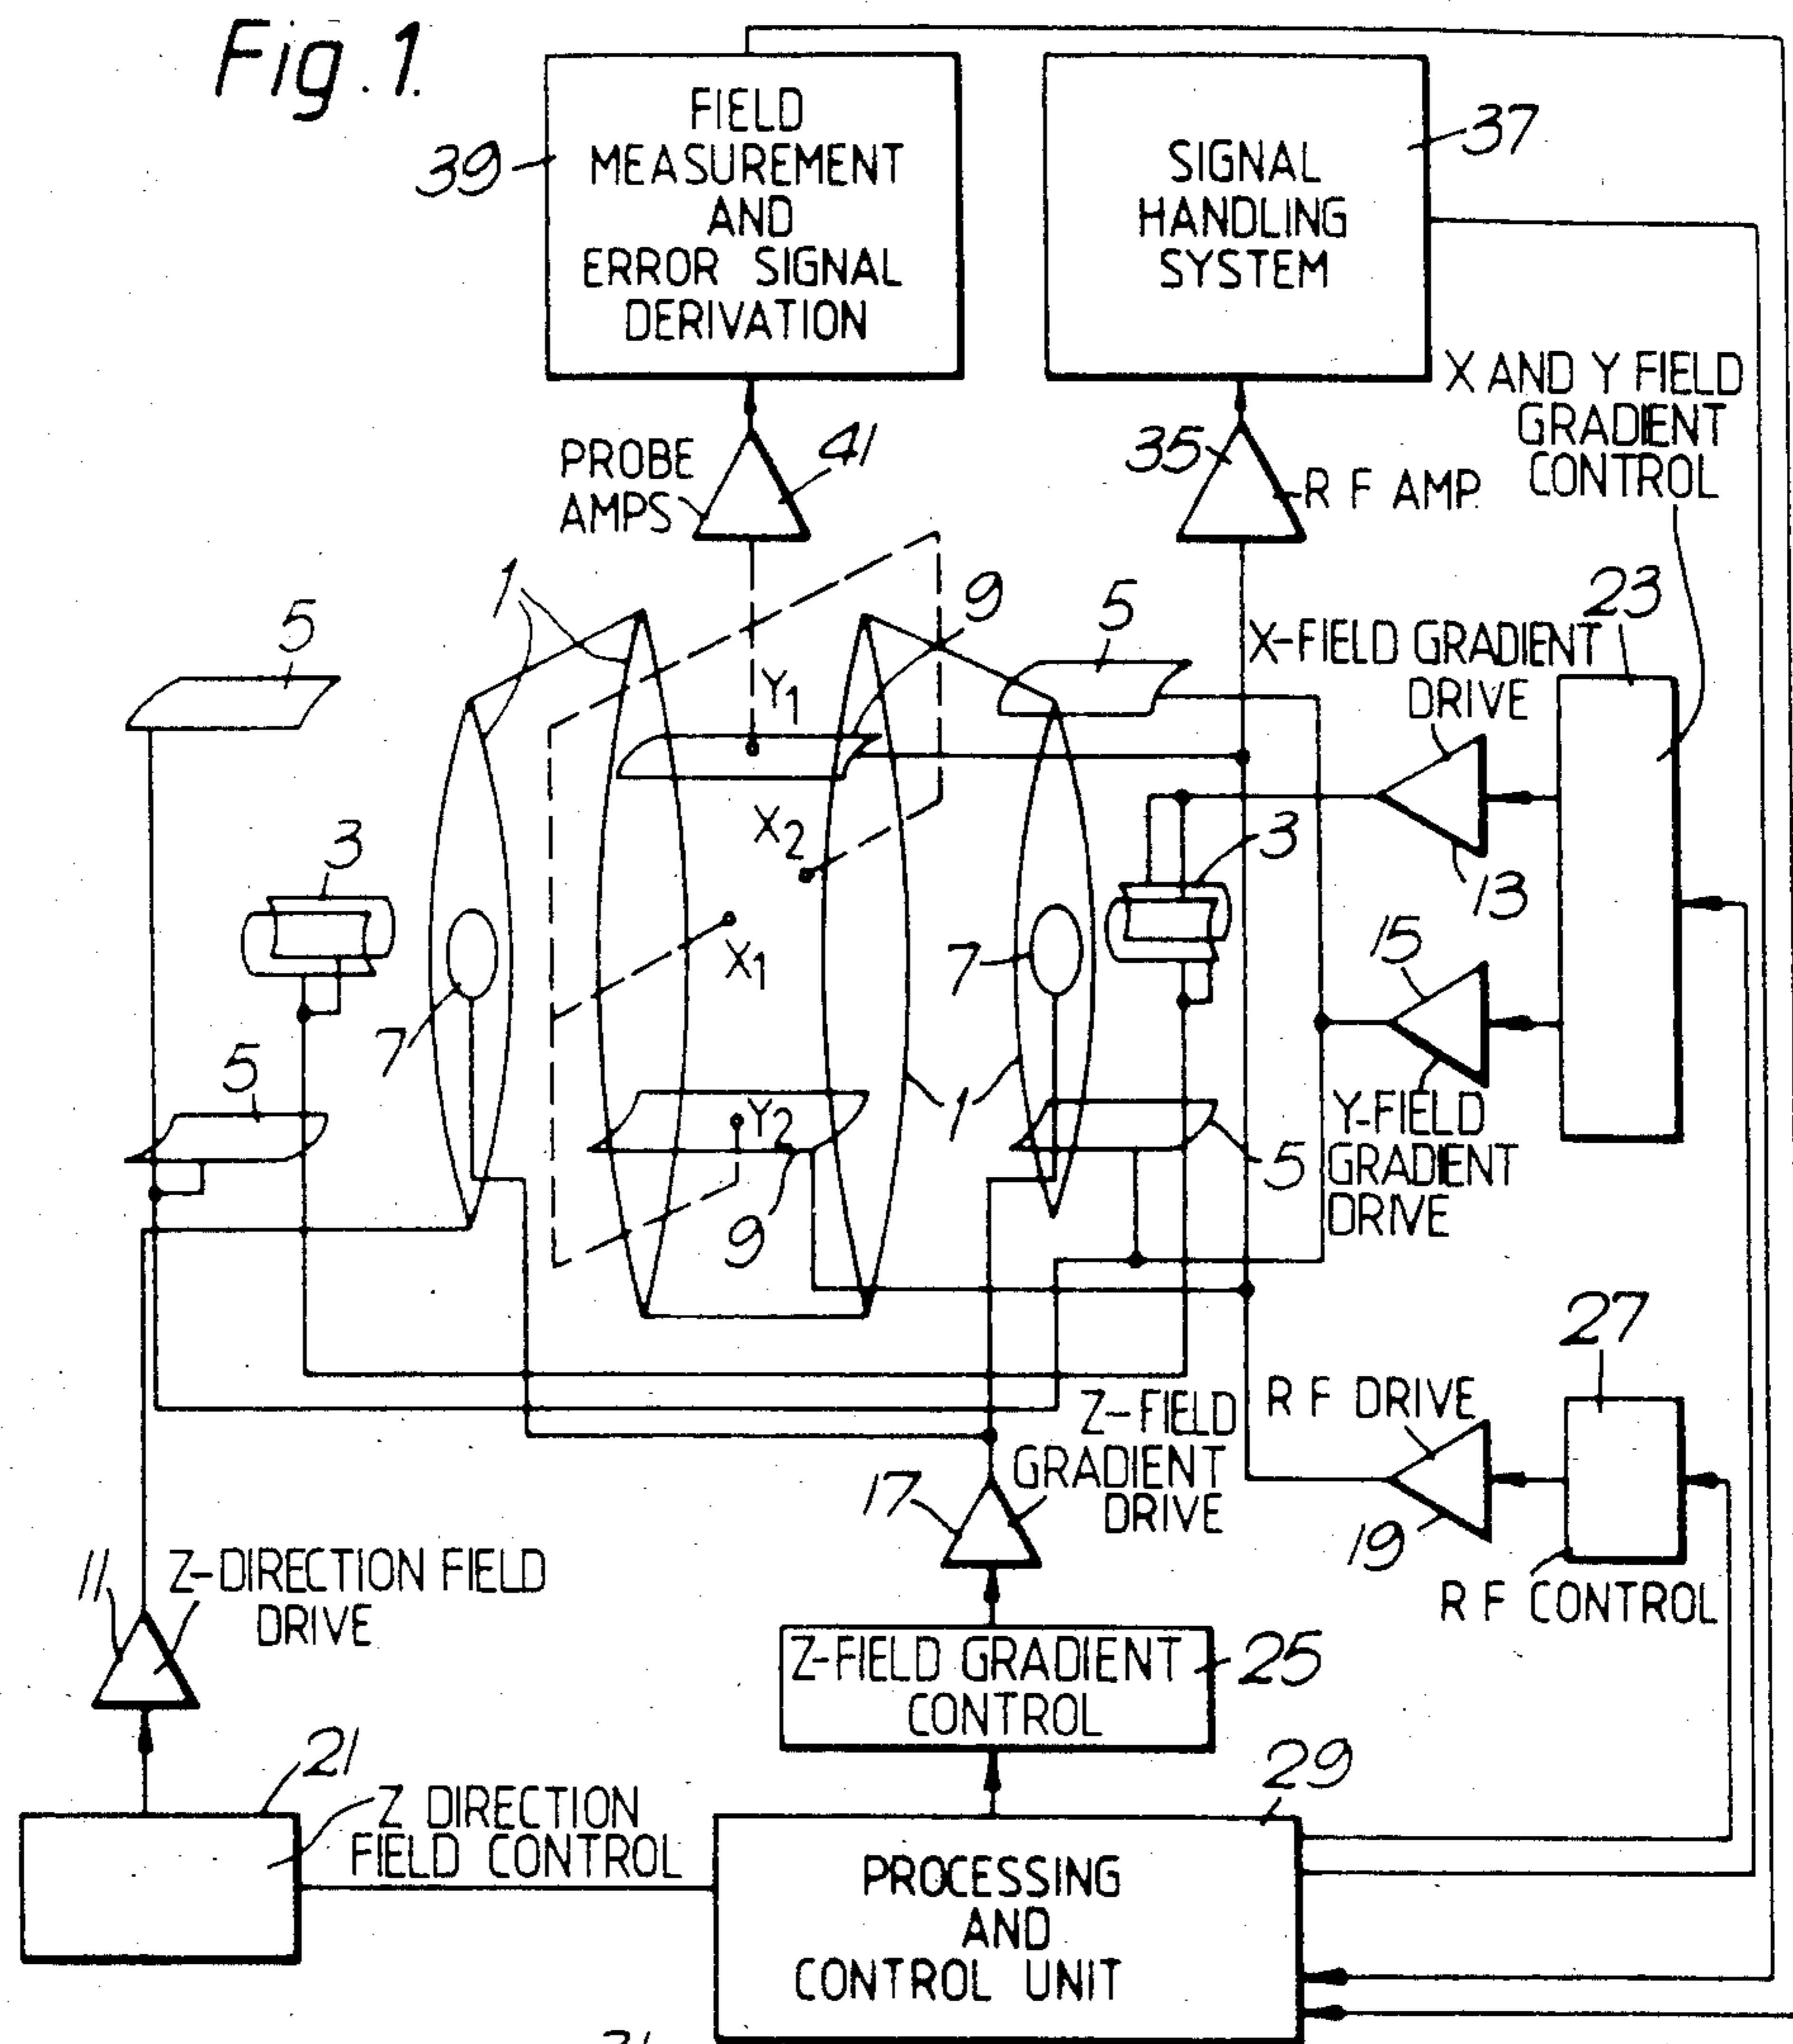 Fig. 1.
FIELD
MEASUREMENT
AND
ERROR SIGNAL
DERIVATION
39
SIGNAL
HANDLING
SYSTEM
37
X AND Y FIELD
GRADIENT
CONTROL
PROBE
AMPS
41
35
R F AMP.
1
9
5
5
23
X-FIELD GRADIENT
DRIVE
Y1
X2
3
3
13
X1
7
7
15
5
1
Y2
9
5
Y-FIELD
GRADIENT
DRIVE
27
R F DRIVE
Z-FIELD
GRADIENT
DRIVE
17
19
R F CONTROL
11
Z-DIRECTION FIELD
DRIVE
Z-FIELD GRADIENT
CONTROL
25
21
Z DIRECTION
FIELD CONTROL
29
PROCESSING
AND
CONTROL UNIT